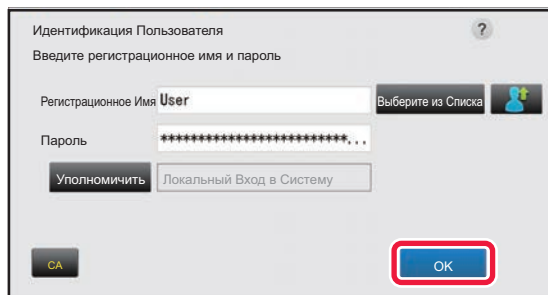 Идентификация Пользователя ?
Введите регистрационное имя и пароль
Регистрационное Имя User Выберите из Списка
Пароль **************************...
Уполномичить Локальный Вход в Систему
CA OK